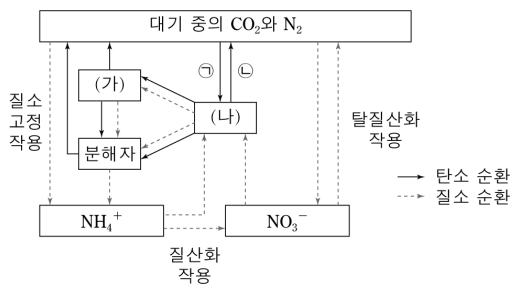 대기 중의 CO₂와 N₂
㉠
㉡
(가)
(나)
질소
고정
작용
분해자
탈질산화
작용
탄소 순환
질소 순환
NH₄⁺
NO₃⁻
질산화
작용